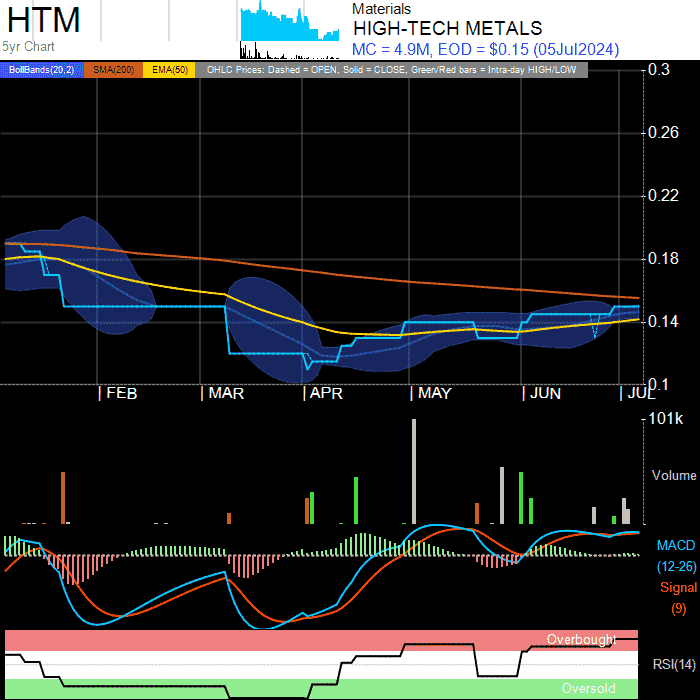 HTM
5yr Chart
Materials
HIGH-TECH METALS
MC = 4.9M, EOD = $0.15 (05Jul2024)
BollBands(20,2) SMA(200) EMA(50) OHLC Prices: Dashed = OPEN, Solid = CLOSE, Green/Red bars = Intra-day HIGH/LOW
0.3
0.26
0.22
0.18
0.14
0.1
| FEB | MAR | APR | MAY | JUN | JUL
101k
Volume
MACD
(12-26)
Signal
(9)
Overbought
RSI(14)
Oversold